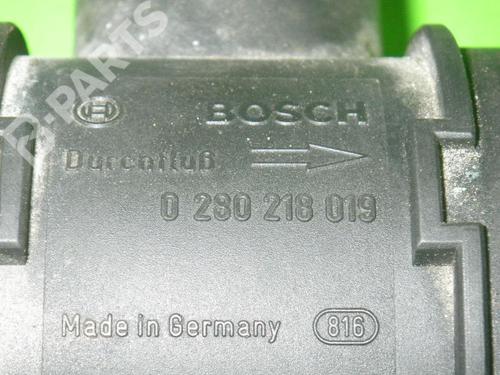 B-PARTS
BOSCH
Durchfluß
0 280 218 019
Made in Germany 816